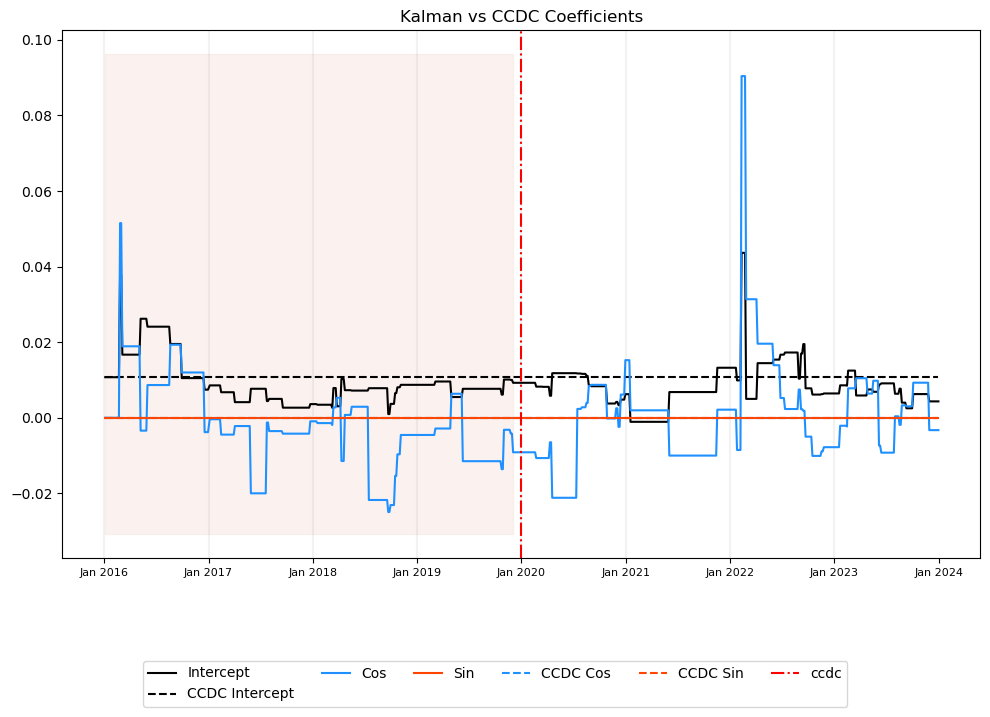 Kalman vs CCDC Coefficients
0.10
0.08
0.06
0.04
0.02
0.00
−0.02
Jan 2016 Jan 2017 Jan 2018 Jan 2019 Jan 2020 Jan 2021 Jan 2022 Jan 2023 Jan 2024
Intercept Cos Sin CCDC Cos CCDC Sin ccdc
CCDC Intercept